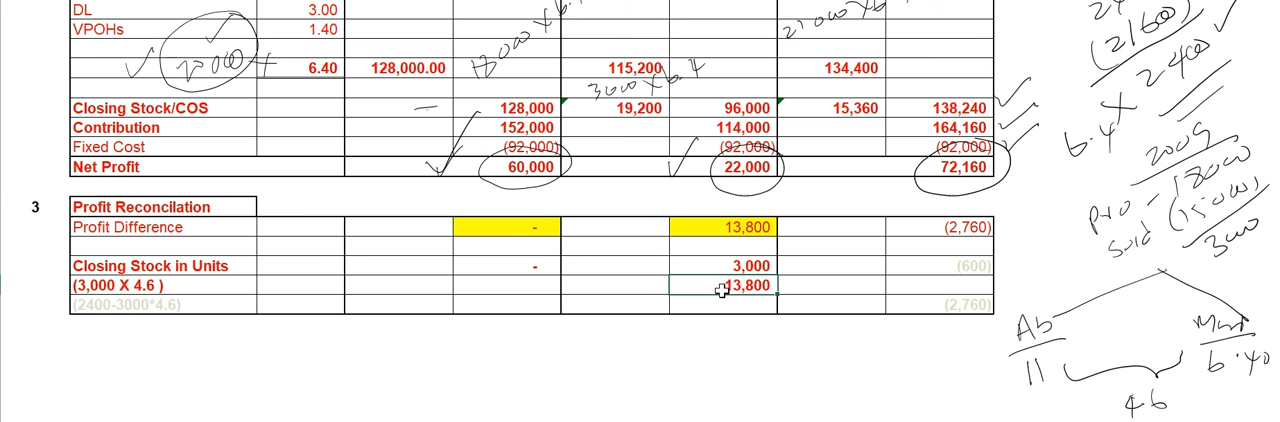 DL 3.00
VPOHs 1.40
20000 + 6.40 128,000.00 115,200 134,400
3000 x 6.4
Closing Stock/COS 128,000 19,200 96,000 15,360 138,240
Contribution 152,000 114,000 164,160
Fixed Cost (92,000) (92,000) (92,000)
Net Profit 60,000 22,000 72,160
3 Profit Reconcilation
Profit Difference - 13,800 (2,760)
Closing Stock in Units - 3,000 (600)
(3,000 X 4.6 ) 13,800
(2400-3000*4.6) (2,760)
(21600)
6.4 x 2400
2009
pro - 18000
sold (15000)
3000
Ab
11
6.40
4.6